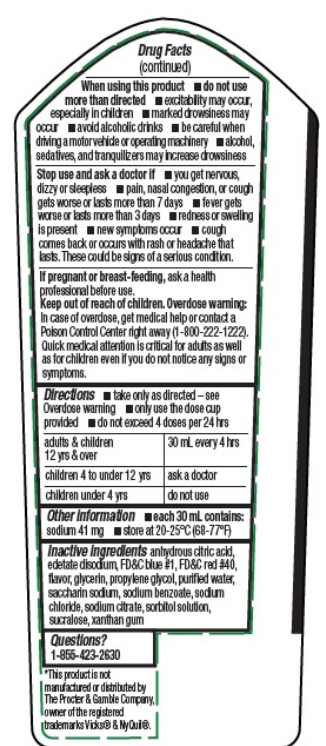 Drug Facts
(continued)
When using this product ■ do not use
more than directed ■ excitability may occur,
especially in children ■ marked drowsiness may
occur ■ avoid alcoholic drinks ■ be careful when
driving a motor vehicle or operating machinery ■ alcohol,
sedatives, and tranquilizers may increase drowsiness
Stop use and ask a doctor if ■ you get nervous,
dizzy or sleepless ■ pain, nasal congestion, or cough
gets worse or lasts more than 7 days ■ fever gets
worse or lasts more than 3 days ■ redness or swelling
is present ■ new symptoms occur ■ cough
comes back or occurs with rash or headache that
lasts. These could be signs of a serious condition.
If pregnant or breast-feeding, ask a health
professional before use.
Keep out of reach of children. Overdose warning:
In case of overdose, get medical help or contact a
Poison Control Center right away (1-800-222-1222).
Quick medical attention is critical for adults as well
as for children even if you do not notice any signs or
symptoms.
Directions ■ take only as directed – see
Overdose warning ■ only use the dose cup
provided ■ do not exceed 4 doses per 24 hrs
adults & children 30 mL every 4 hrs
12 yrs & over
children 4 to under 12 yrs ask a doctor
children under 4 yrs do not use
Other information ■ each 30 mL contains:
sodium 41 mg ■ store at 20-25°C (68-77°F)
Inactive ingredients anhydrous citric acid,
edetate disodium, FD&C blue #1, FD&C red #40,
flavor, glycerin, propylene glycol, purified water,
saccharin sodium, sodium benzoate, sodium
chloride, sodium citrate, sorbitol solution,
sucralose, xanthan gum
Questions?
1-855-423-2630
*This product is not
manufactured or distributed by
The Procter & Gamble Company,
owner of the registered
trademarks Vicks® & NyQuil®.